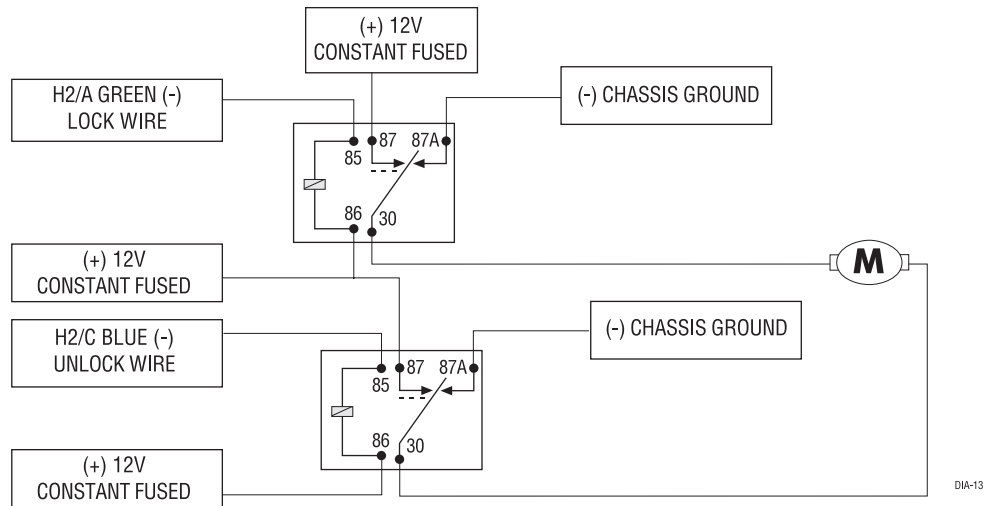 (+) 12V
CONSTANT FUSED
H2/A GREEN (-)
LOCK WIRE
(-) CHASSIS GROUND
87
87A
85
86
30
(+) 12V
CONSTANT FUSED
M
H2/C BLUE (-)
UNLOCK WIRE
(-) CHASSIS GROUND
87
87A
85
86
30
(+) 12V
CONSTANT FUSED
DIA-13